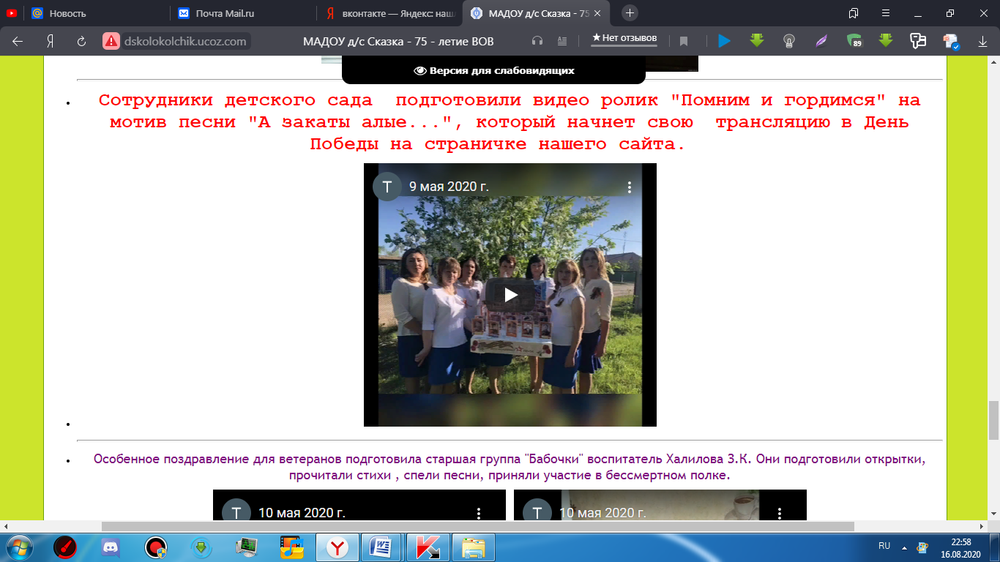 Новость
Почта Mail.ru
вконтакте — Яндекс: наш
МАДОУ д/с Сказка - 75
dskolokolchik.ucoz.com
МАДОУ д/с Сказка - 75 - летие ВОВ
★Нет отзывов
89
Версия для слабовидящих
Сотрудники детского сада подготовили видео ролик "Помним и гордимся" на
мотив песни "А закаты алые...", который начнет свою трансляцию в День
Победы на страничке нашего сайта.
Т
9 мая 2020 г.
Особенное поздравление для ветеранов подготовила старшая группа "Бабочки" воспитатель Халилова З.К. Они подготовили открытки,
прочитали стихи , спели песни, приняли участие в бессмертном полке.
Т
10 мая 2020 г.
Т
10 мая 2020 г.
RU
22:58
16.08.2020